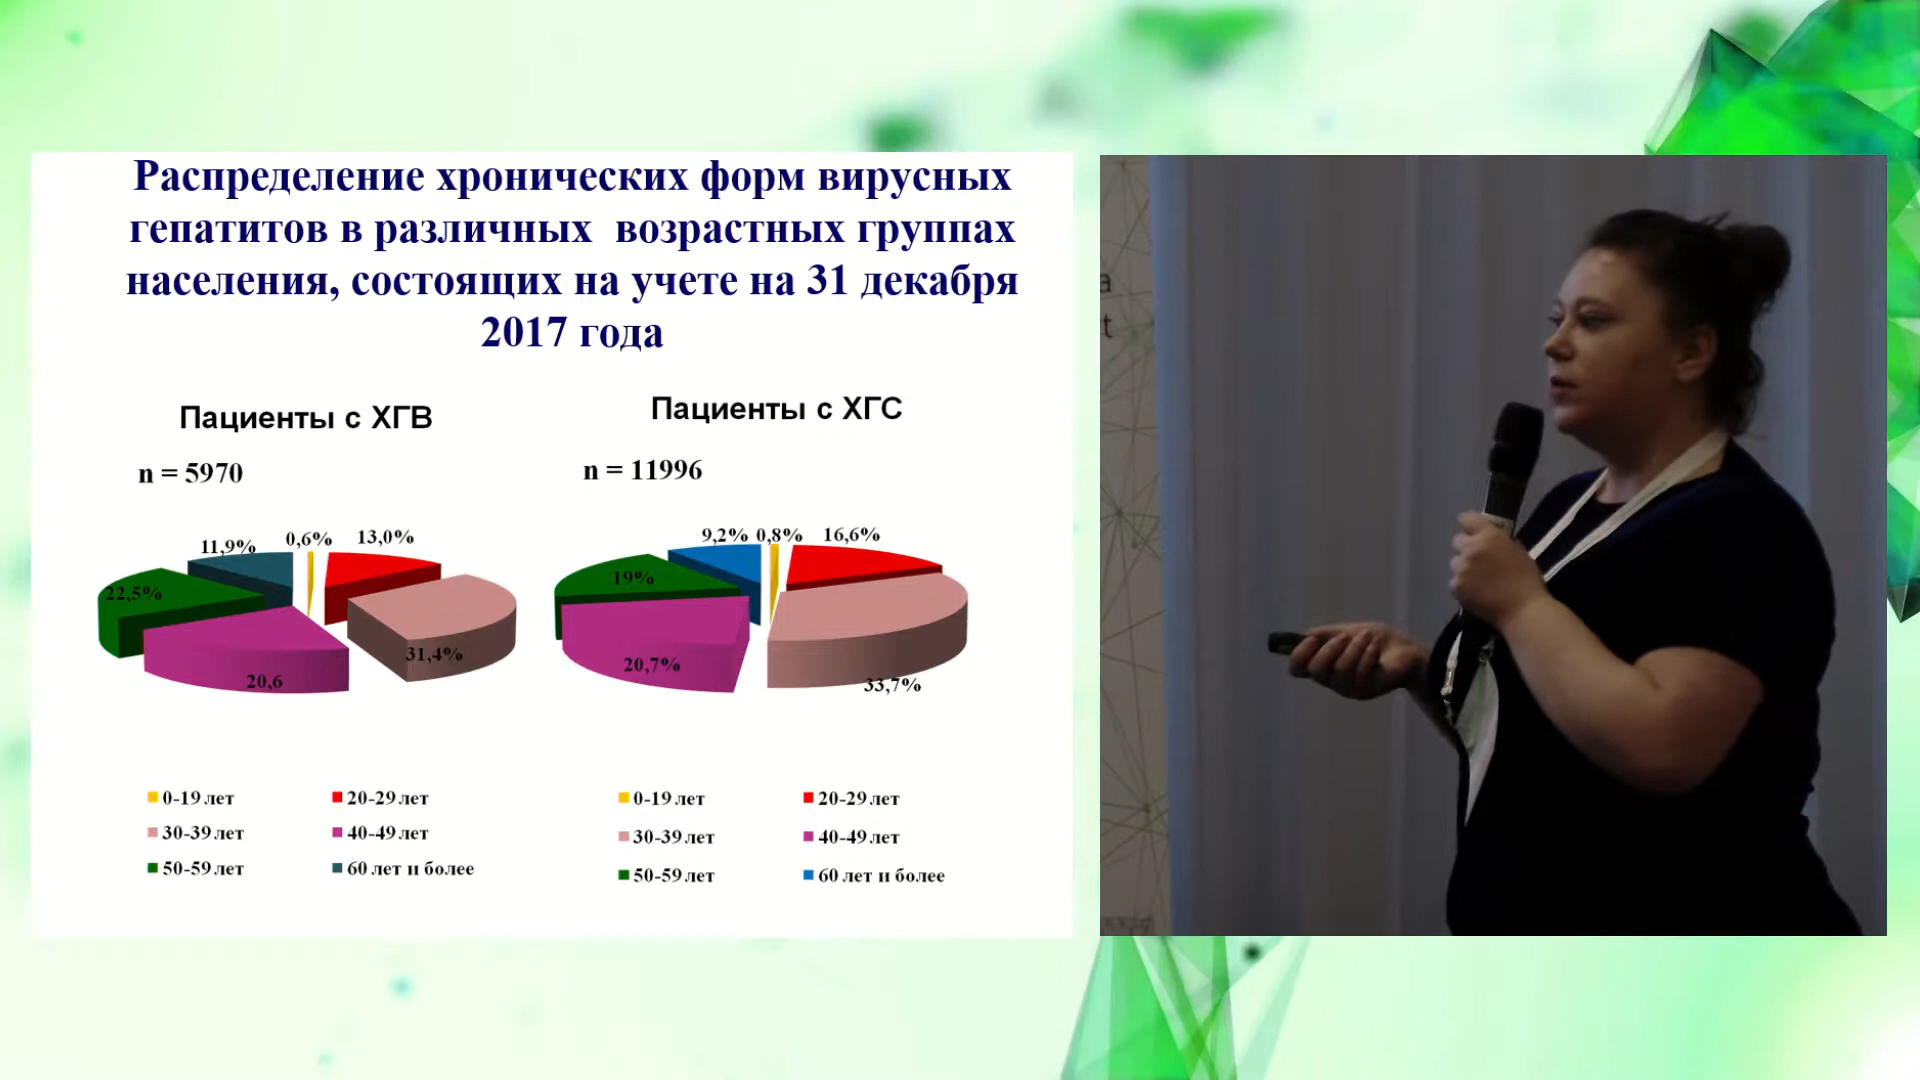 Распределение хронических форм вирусных
гепатитов в различных возрастных группах
населения, состоящих на учете на 31 декабря
2017 года
Пациенты с ХГВ
n = 5970
11,9%
0,6%
13,0%
22,5%
31,4%
20,6
0-19 лет
20-29 лет
30-39 лет
40-49 лет
50-59 лет
60 лет и более
Пациенты с ХГС
n = 11996
9,2%
0,8%
16,6%
19%
20,7%
33,7%
0-19 лет
20-29 лет
30-39 лет
40-49 лет
50-59 лет
60 лет и более
a
t